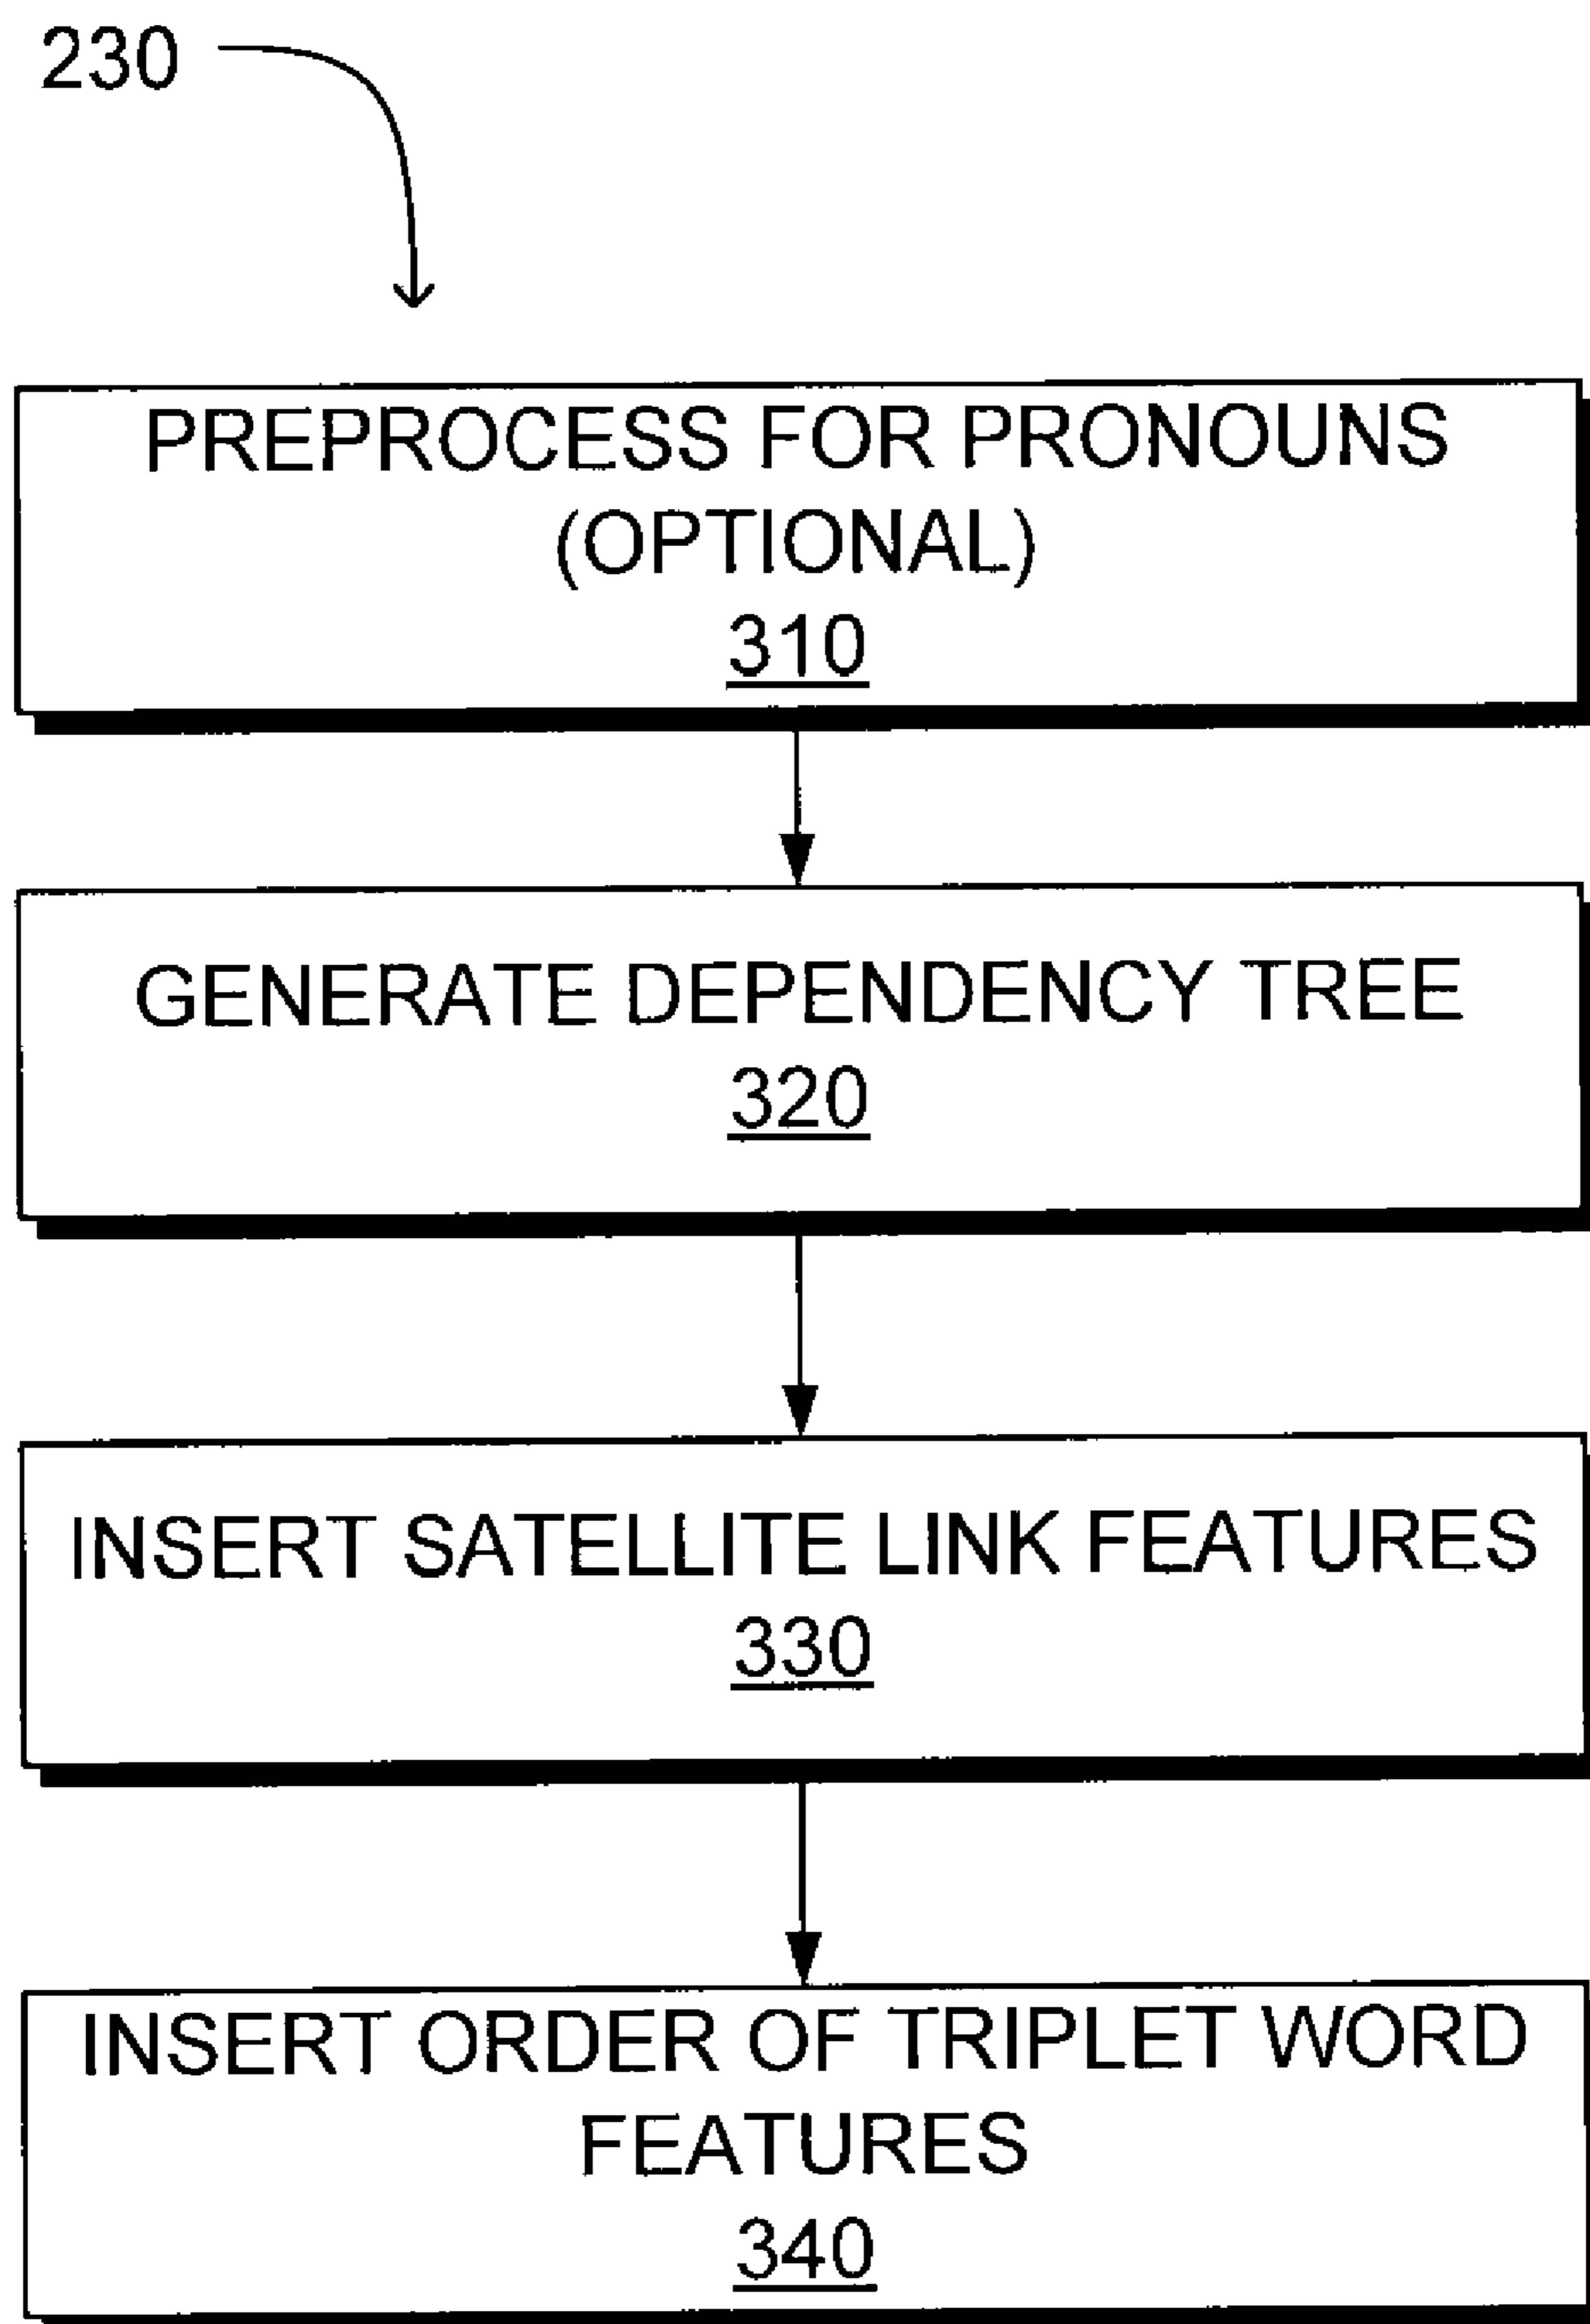 230
PREPROCESS FOR PRONOUNS
(OPTIONAL)
310
GENERATE DEPENDENCY TREE
320
INSERT SATELLITE LINK FEATURES
330
INSERT ORDER OF TRIPLET WORD
FEATURES
340